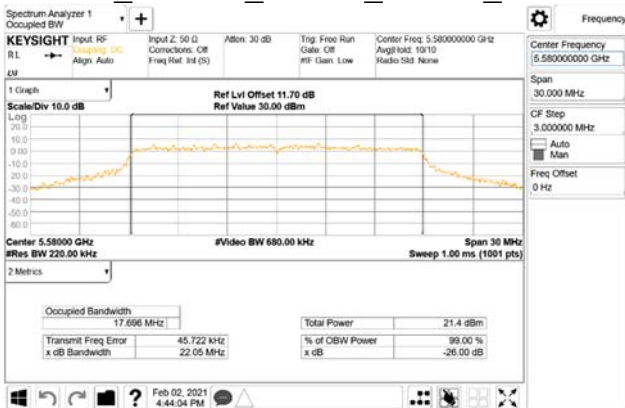 Spectrum Analyzer 1
Occupied BW
Frequency
KEYSIGHT
RL
Input: RF
Coupling: DC
Align: Auto
Input Z: 50 Ω
Corrections: Off
Freq Ref: Int (S)
Atten: 30 dB
Trig: Free Run
Gate: Off
#IF Gain: Low
Center Freq: 5.580000000 GHz
Avg|Hold: 10/10
Radio Std: None
Center Frequency
5.580000000 GHz
Span
30.000 MHz
CF Step
3.000000 MHz
Auto
Man
Freq Offset
0 Hz
1 Graph
Scale/Div 10.0 dB
Ref Lvl Offset 11.70 dB
Ref Value 30.00 dBm
Log
20.0
10.0
0.00
-10.0
-20.0
-30.0
-40.0
-50.0
-60.0
Center 5.58000 GHz
#Res BW 220.00 kHz
#Video BW 680.00 kHz
Span 30 MHz
Sweep 1.00 ms (1001 pts)
2 Metrics
Occupied Bandwidth
17.696 MHz
Transmit Freq Error 45.722 kHz
x dB Bandwidth 22.05 MHz
Total Power 21.4 dBm
% of OBW Power 99.00 %
x dB -26.00 dB
Feb 02, 2021
4:44:04 PM